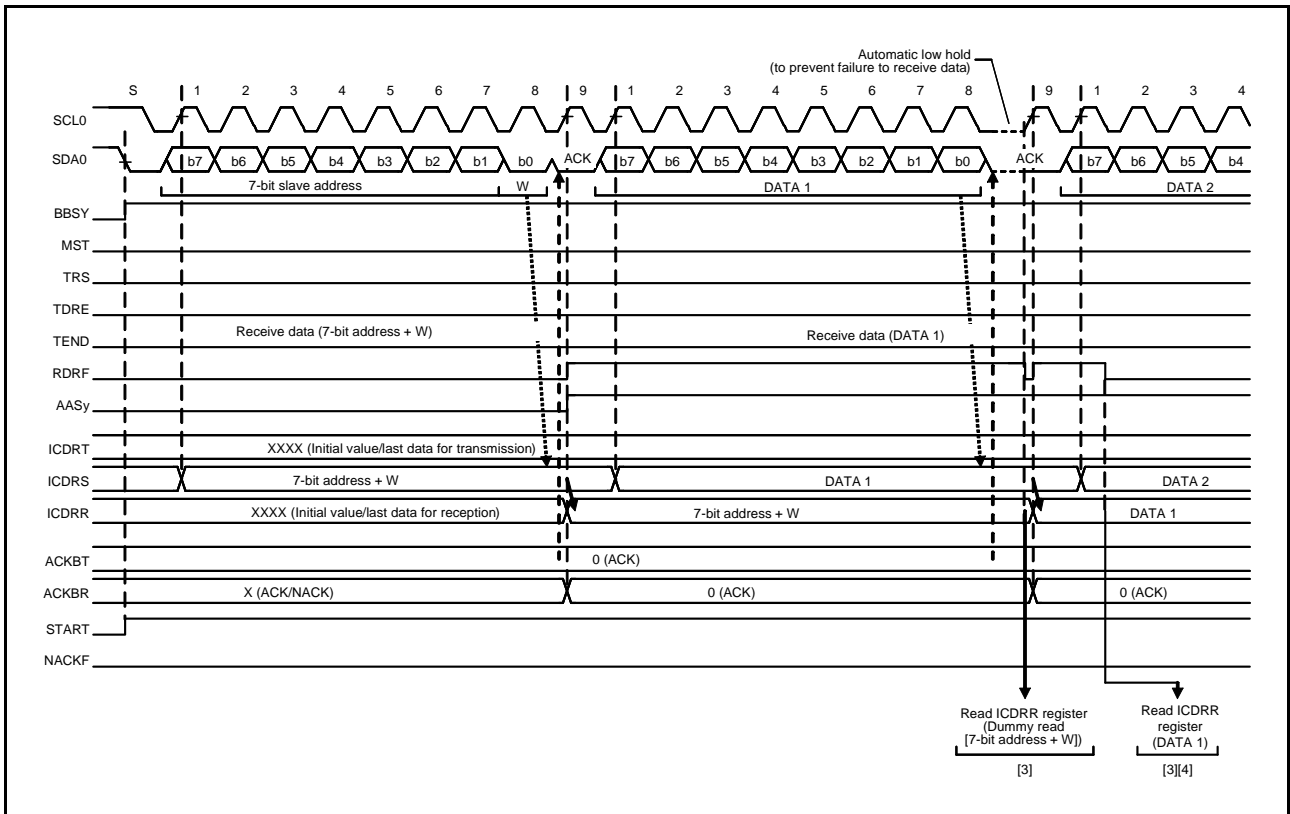 Automatic low hold
(to prevent failure to receive data)
S 1 2 3 4 5 6 7 8 9 1 2 3 4 5 6 7 8 9 1 2 3 4
SCL0
SDA0 b7 b6 b5 b4 b3 b2 b1 b0 ACK b7 b6 b5 b4 b3 b2 b1 b0 ACK b7 b6 b5 b4
7-bit slave address W DATA 1 DATA 2
BBSY
MST
TRS
TDRE
Receive data (7-bit address + W) Receive data (DATA 1)
TEND
RDRF
AASy
ICDRT XXXX (Initial value/last data for transmission)
ICDRS 7-bit address + W DATA 1 DATA 2
ICDRR XXXX (Initial value/last data for reception) 7-bit address + W DATA 1
ACKBT 0 (ACK)
ACKBR X (ACK/NACK) 0 (ACK) 0 (ACK)
START
NACKF
Read ICDRR register
(Dummy read
[7-bit address + W])
[3]
Read ICDRR
register
(DATA 1)
[3][4]